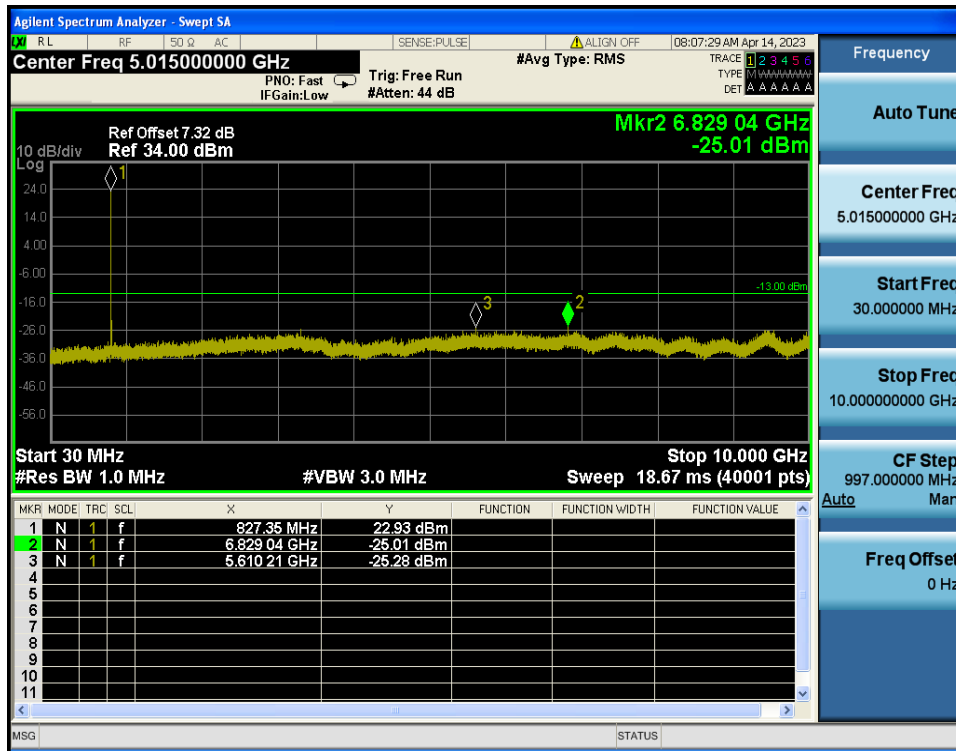 Agilent Spectrum Analyzer - Swept SA
LXI RL RF 50 Ω AC SENSE:PULSE ALIGN OFF 08:07:29 AM Apr 14, 2023
Center Freq 5.015000000 GHz
#Avg Type: RMS
TRACE 1 2 3 4 5 6
PNO: Fast
Trig: Free Run
TYPE MWWWWW
IFGain:Low
#Atten: 44 dB
DET A A A A A A
Ref Offset 7.32 dB
Mkr2 6.829 04 GHz
10 dB/div Ref 34.00 dBm
-25.01 dBm
Log
1
24.0
14.0
4.00
-6.00
-13.00 dBm
-16.0
3
2
-26.0
-36.0
-46.0
-56.0
Start 30 MHz Stop 10.000 GHz
#Res BW 1.0 MHz #VBW 3.0 MHz Sweep 18.67 ms (40001 pts)
MKR MODE TRC SCL X Y FUNCTION FUNCTION WIDTH FUNCTION VALUE
1 N 1 f 827.35 MHz 22.93 dBm
2 N 1 f 6.829 04 GHz -25.01 dBm
3 N 1 f 5.610 21 GHz -25.28 dBm
4
5
6
7
8
9
10
11
MSG STATUS
Frequency
Auto Tune
Center Freq
5.015000000 GHz
Start Freq
30.000000 MHz
Stop Freq
10.000000000 GHz
CF Step
997.000000 MHz
Auto Man
Freq Offset
0 Hz